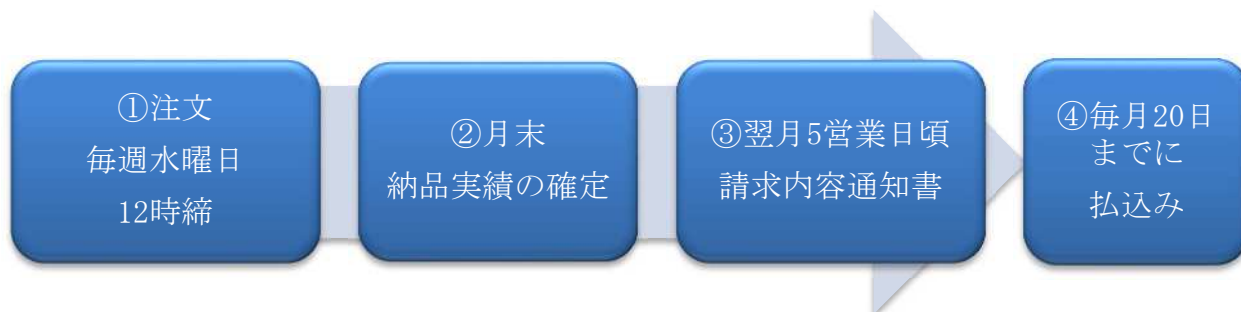 ①注文
毎週水曜日
12時締
②月末
納品実績の確定
③翌月5営業日頃
請求内容通知書
④毎月20日
までに
払込み